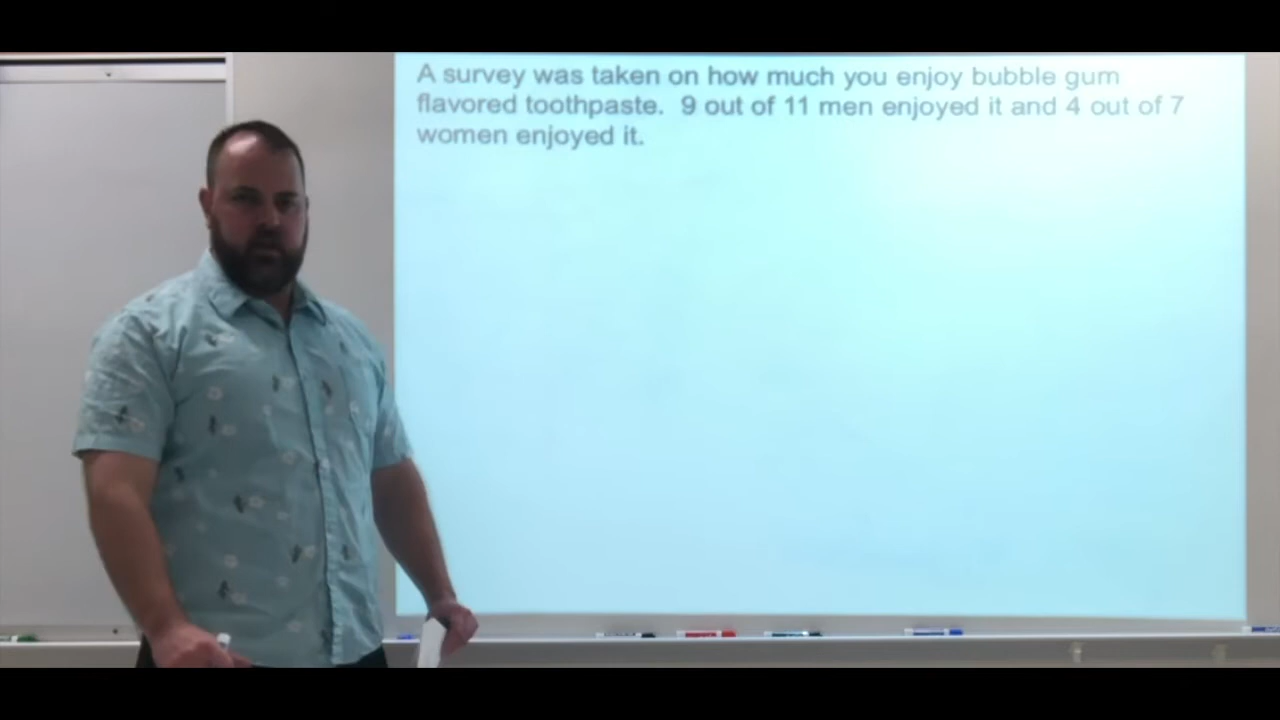 A survey was taken on how much you enjoy bubble gum
flavored toothpaste.  9 out of 11 men enjoyed it and 4 out of 7
women enjoyed it.